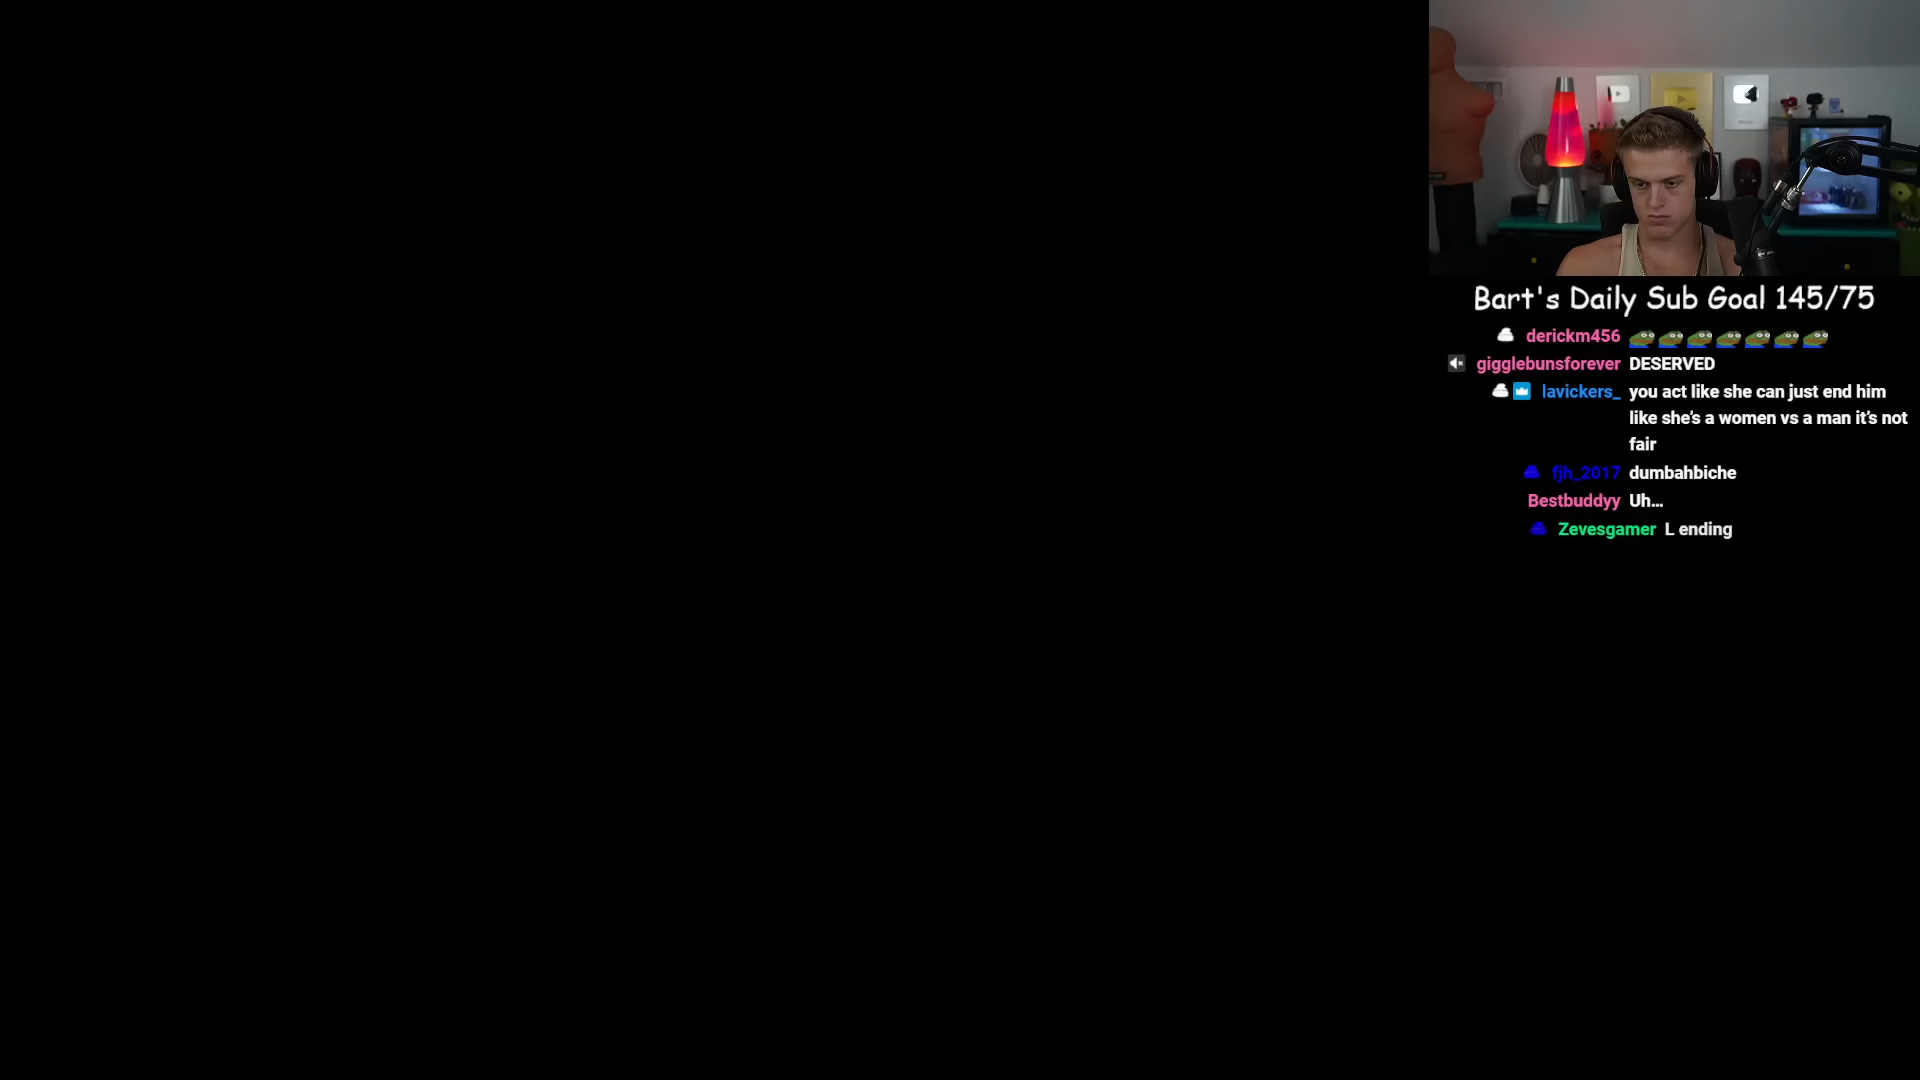 Bart's Daily Sub Goal 145/75
derickm456
gigglebunsforever DESERVED
lavickers_ you act like she can just end him
like she's a women vs a man it's not
fair
fjh_2017 dumbahbiche
Bestbuddyy Uh...
Zevesgamer L ending